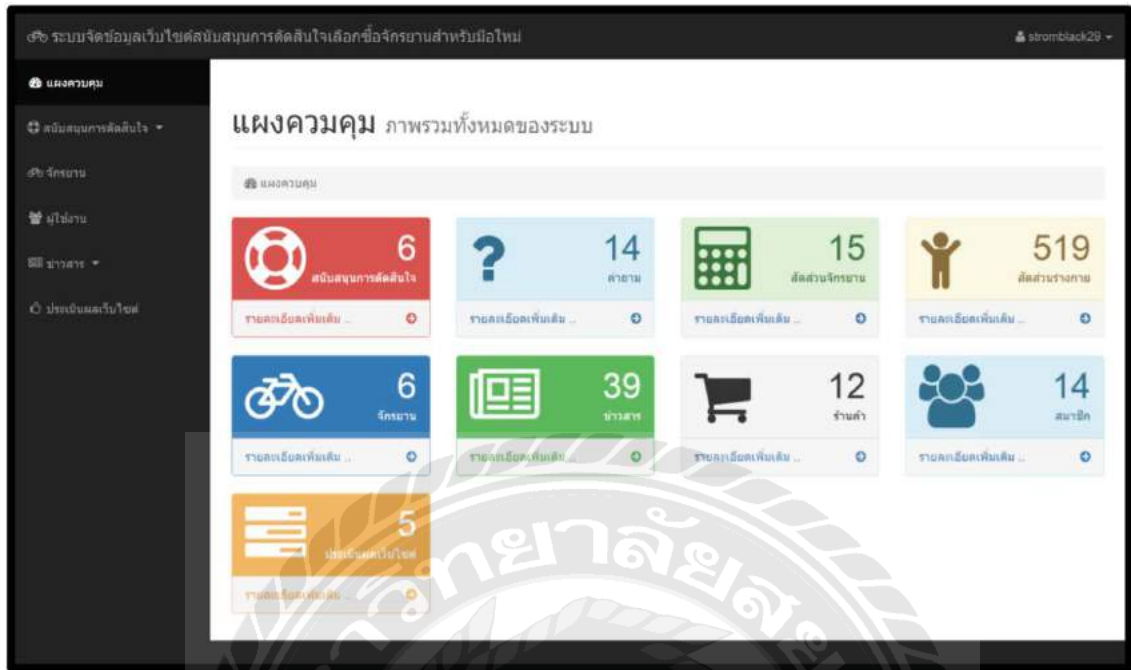 ระบบจัดข้อมูลเว็บไซต์สนับสนุนการตัดสินใจเลือกซื้อจักรยานสำหรับมือใหม่
stromblack29
แผงควบคุม
สนับสนุนการตัดสินใจ
จักรยาน
ผู้ใช้งาน
ข่าวสาร
ประเมินผลเว็บไซต์
แผงควมคุม ภาพรวมทั้งหมดของระบบ
แผงควบคุม
6
สนับสนุนการตัดสินใจ
รายละเอียดเพิ่มเติม ...
14
คำถาม
รายละเอียดเพิ่มเติม ...
15
สัดส่วนจักรยาน
รายละเอียดเพิ่มเติม ...
519
สัดส่วนร่างกาย
รายละเอียดเพิ่มเติม ...
6
จักรยาน
รายละเอียดเพิ่มเติม ...
39
ข่าวสาร
รายละเอียดเพิ่มเติม ...
12
ร้านค้า
รายละเอียดเพิ่มเติม ...
14
สมาชิก
รายละเอียดเพิ่มเติม ...
5
ประเมินผลเว็บไซต์
รายละเอียดเพิ่มเติม ...